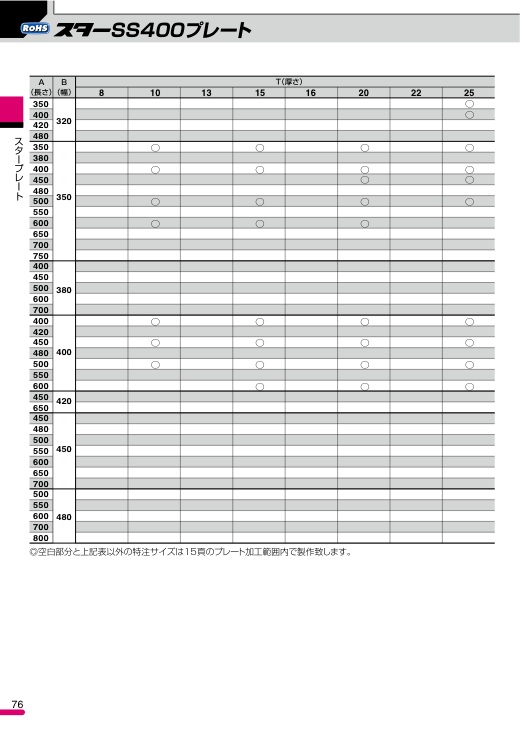 RoHS スターSS400プレート
A（長さ） B（幅） T（厚さ）
8 10 13 15 16 20 22 25
350 320 ○
400 ○
420
480
350 350 ○ ○ ○ ○
380
400 ○ ○ ○ ○
450 ○ ○
480
500 ○ ○ ○ ○
550
600 ○ ○ ○
650
700
750
400 380
450
500
600
700
400 400 ○ ○ ○ ○
420
450 ○ ○ ○ ○
480
500 ○ ○ ○ ○
550
600 ○ ○ ○
450 420
650
450 450
480
500
550
600
650
700
500 480
550
600
700
800
◎空白部分と上記表以外の特注サイズは15頁のプレート加工範囲内で製作致します。
スタープレート
76